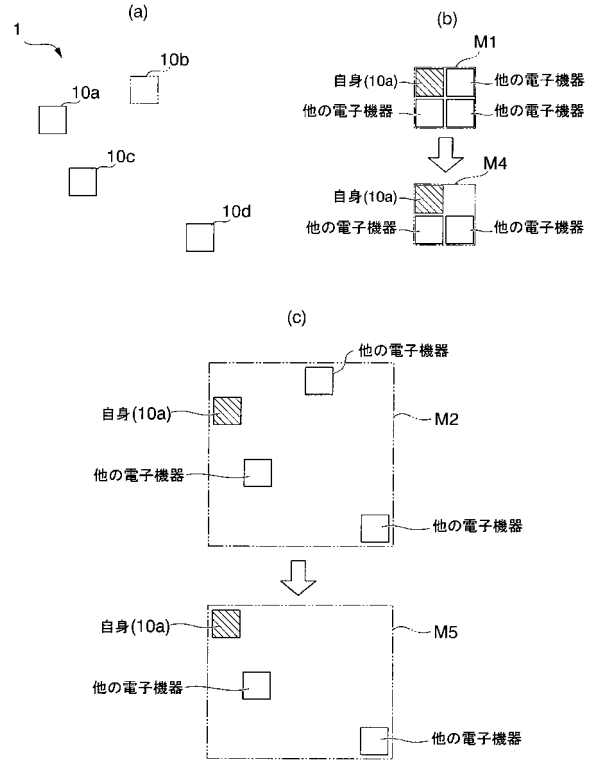 (a)
1
10b
10a
10c
10d
(b)
M1
自身(10a)
他の電子機器
他の電子機器
他の電子機器
M4
自身(10a)
他の電子機器
他の電子機器
(c)
他の電子機器
自身(10a)
M2
他の電子機器
他の電子機器
自身(10a)
M5
他の電子機器
他の電子機器